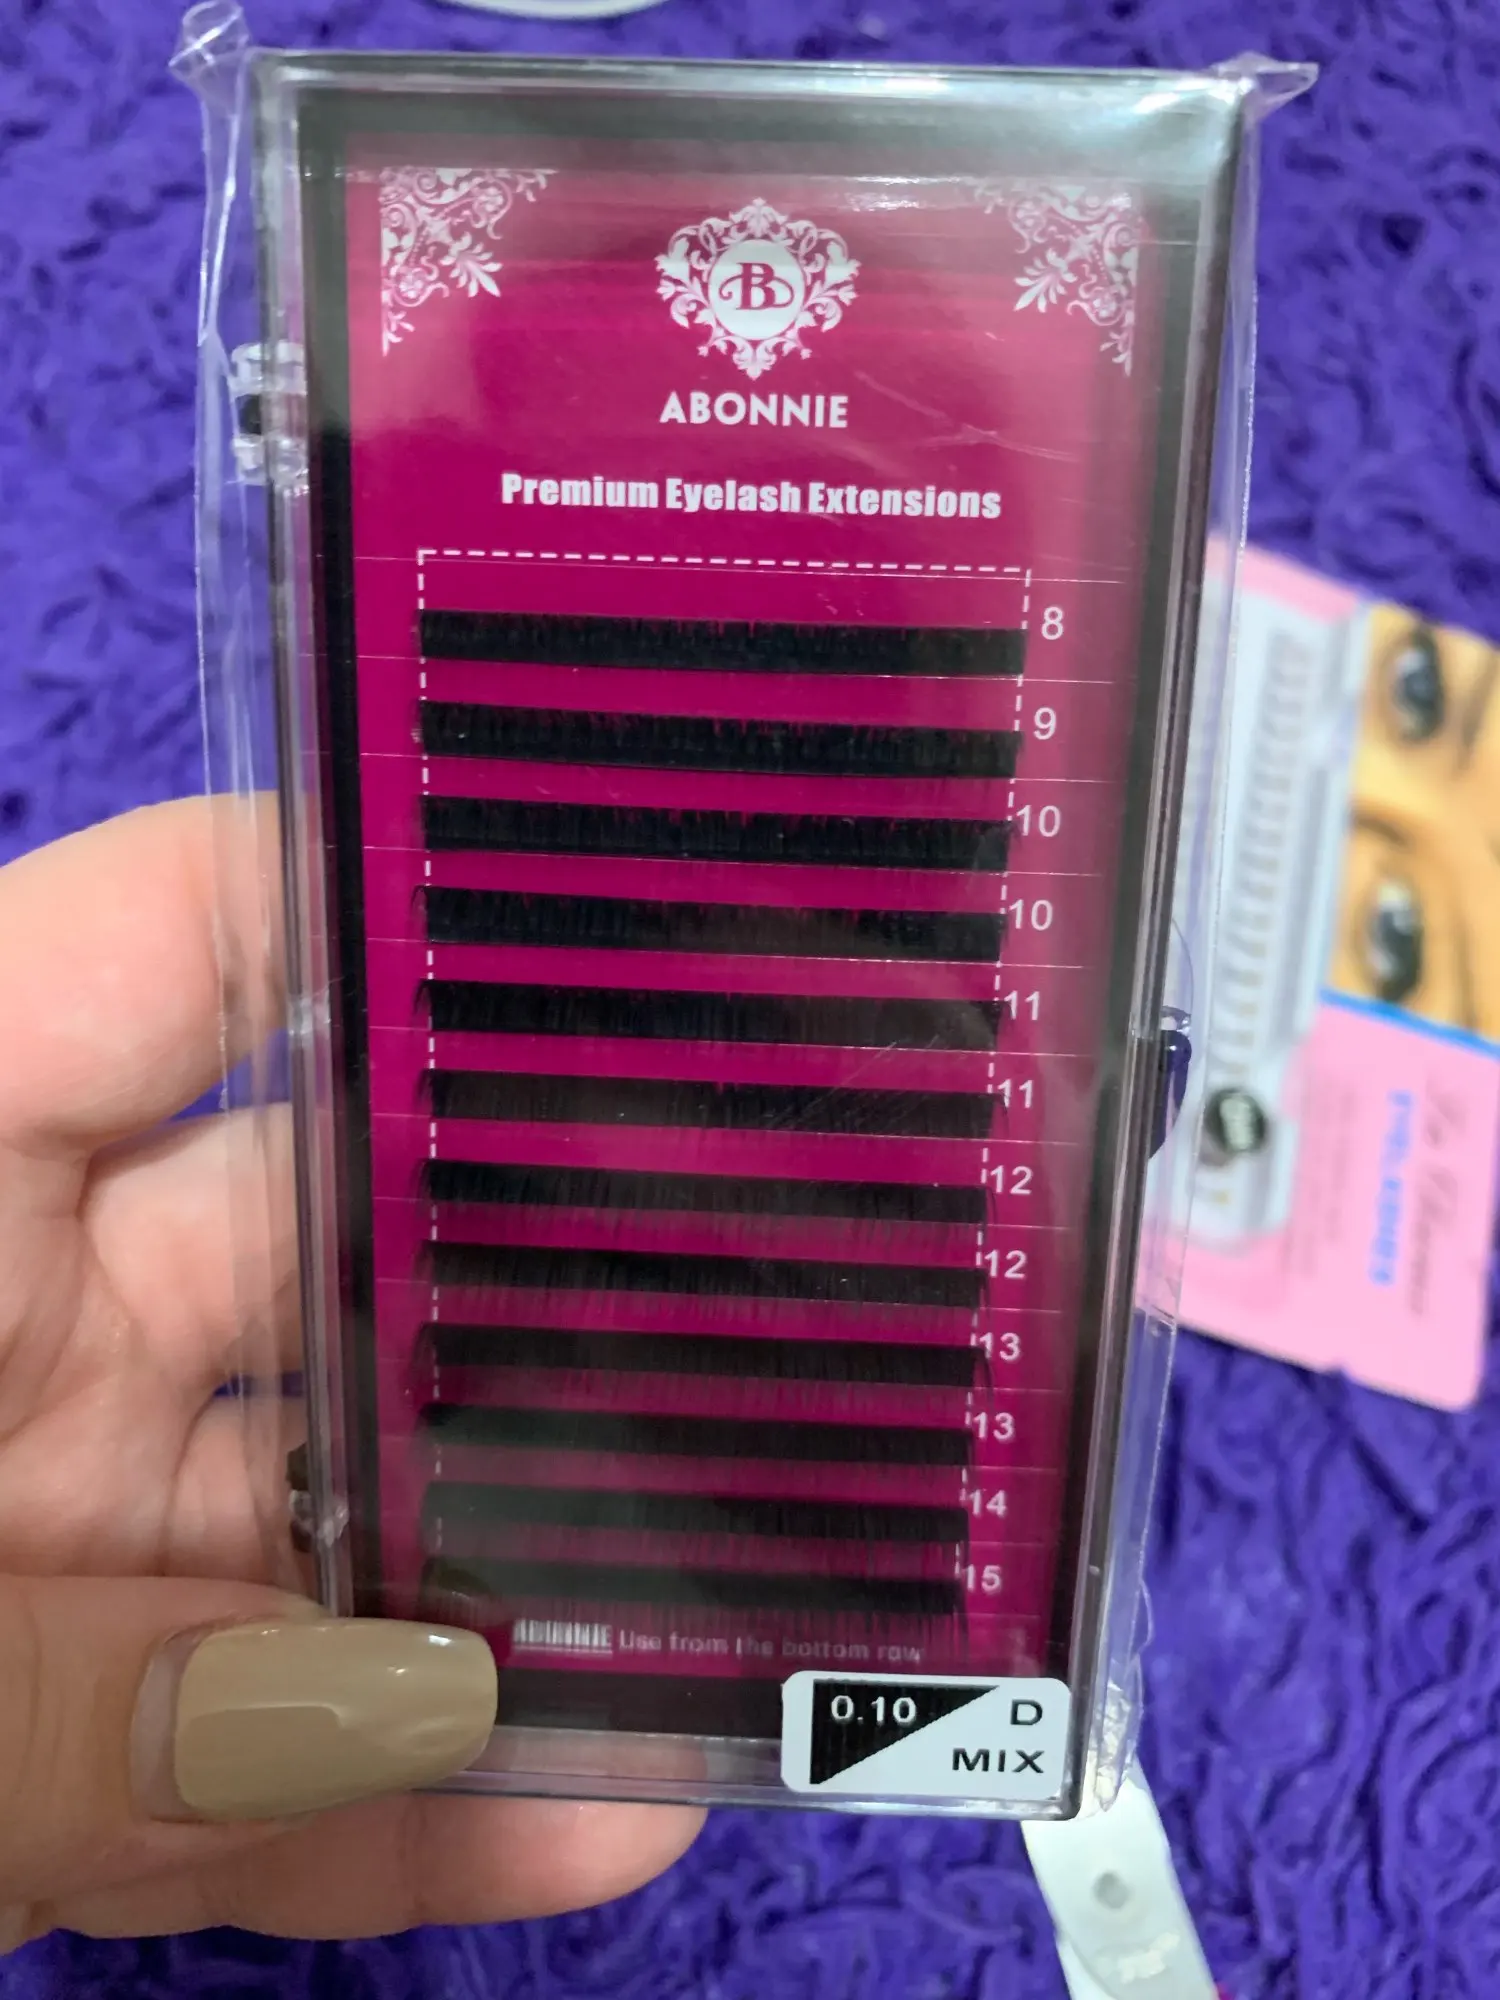 B
ABONNIE
Premium Eyelash Extensions
8
9
10
10
11
11
12
12
13
13
14
15
ABONNIE Use from the bottom row
0.10 D
MIX